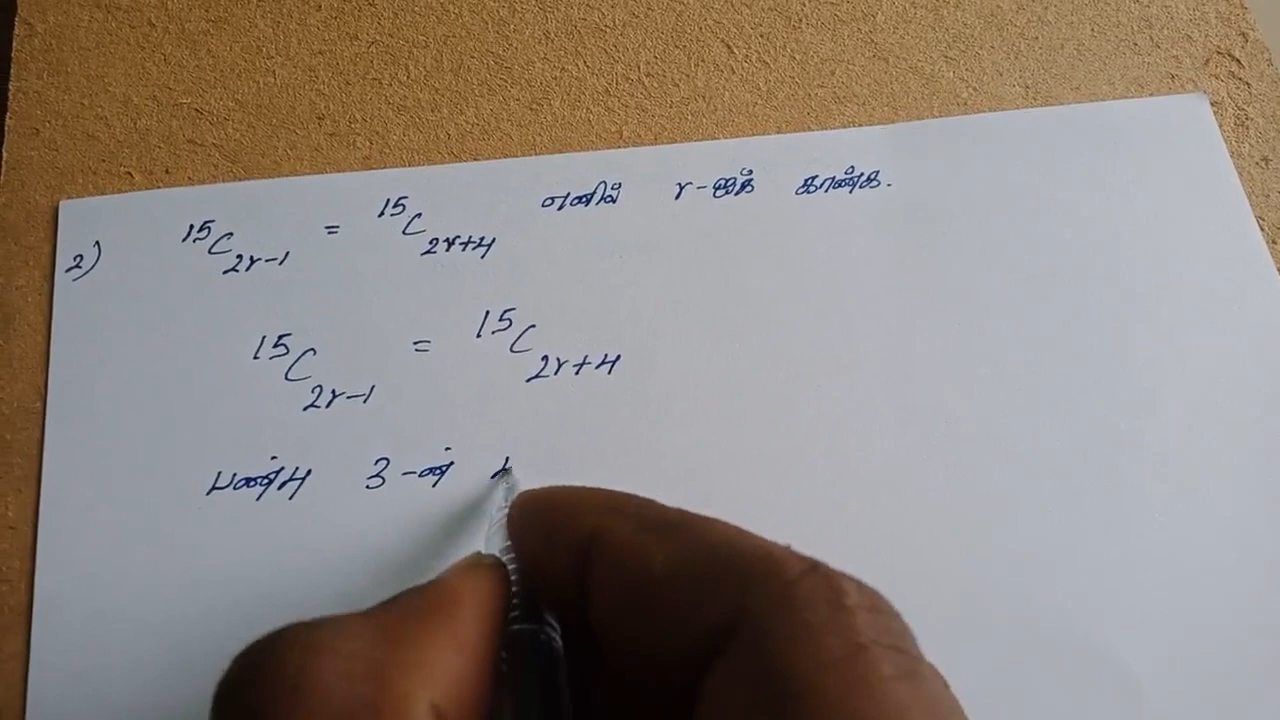 2) ¹⁵C₂ᵣ₋₁ = ¹⁵C₂ᵣ₊₄ எனில் r-ஐக் காண்க.
¹⁵C₂ᵣ₋₁ = ¹⁵C₂ᵣ₊₄
பண்பு 3-ன்